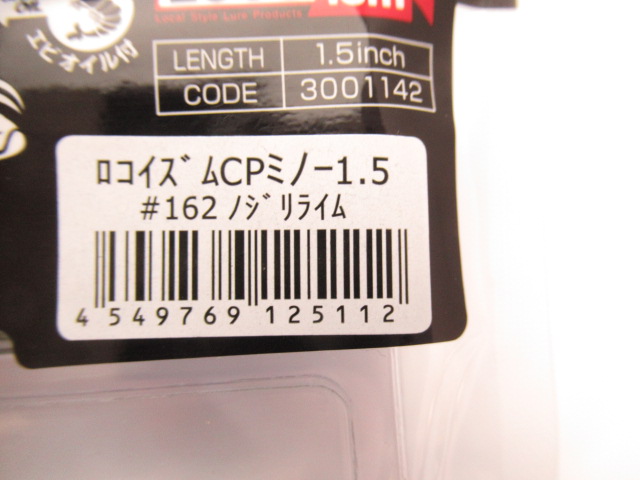 Local Style Lure Products
エビオイル付
LENGTH 1.5inch
CODE 3001142
ﾛｺｲｽﾞﾑCPﾐﾉｰ1.5
#162 ﾉｼﾞﾘﾗｲﾑ
4 549769 125112